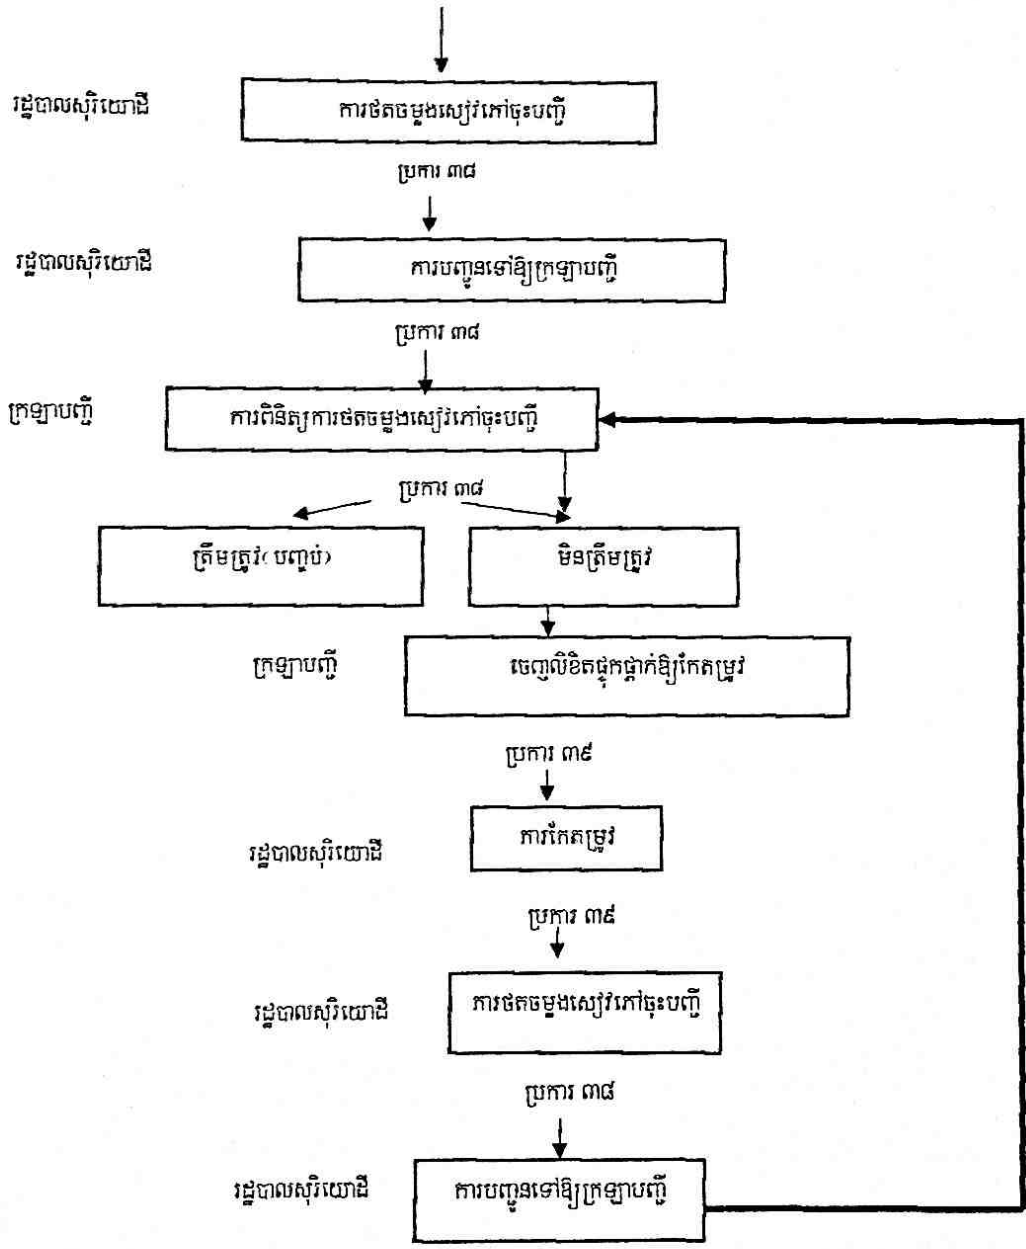 រដ្ឋបាលសុរិយោដី
ការថតចម្លងសៀវភៅចុះបញ្ជី
ប្រការ ៣៨
រដ្ឋបាលសុរិយោដី
ការបញ្ជូនទៅឱ្យក្រឡាបញ្ជី
ប្រការ ៣៨
ក្រឡាបញ្ជី
ការពិនិត្យការថតចម្លងសៀវភៅចុះបញ្ជី
ប្រការ ៣៨
ត្រឹមត្រូវ(បញ្ចប់)
មិនត្រឹមត្រូវ
ក្រឡាបញ្ជី
ចេញលិខិតផ្ទុកផ្តាក់ឱ្យកែតម្រូវ
ប្រការ ៣៩
រដ្ឋបាលសុរិយោដី
ការកែតម្រូវ
ប្រការ ៣៩
រដ្ឋបាលសុរិយោដី
ការថតចម្លងសៀវភៅចុះបញ្ជី
ប្រការ ៣៨
រដ្ឋបាលសុរិយោដី
ការបញ្ជូនទៅឱ្យក្រឡាបញ្ជី